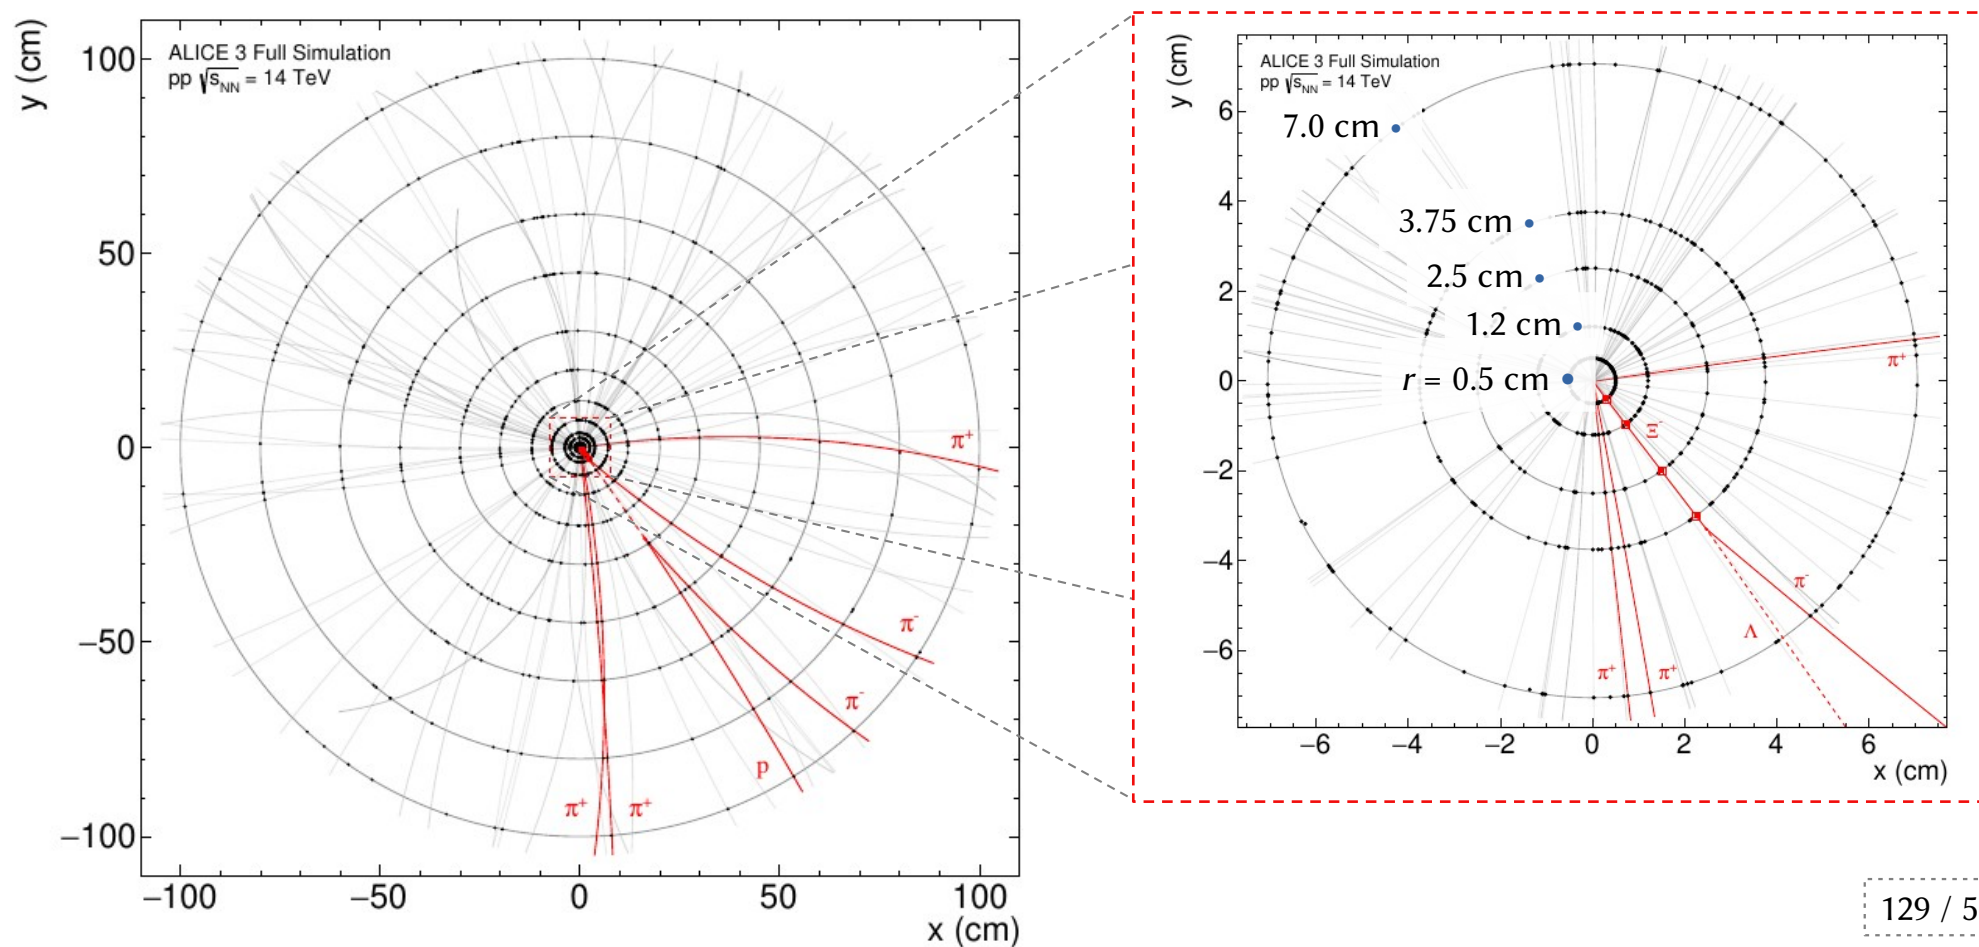 y (cm)
ALICE 3 Full Simulation
pp √sNN = 14 TeV
100
50
0
−50
−100
π⁺
π⁻
π⁻
p
π⁺
π⁺
−100
−50
0
50
100
x (cm)
y (cm)
ALICE 3 Full Simulation
pp √sNN = 14 TeV
7.0 cm
3.75 cm
2.5 cm
1.2 cm
r = 0.5 cm
6
4
2
0
−2
−4
−6
π⁺
Ξ⁻
π⁻
Λ
π⁺
π⁺
−6
−4
−2
0
2
4
6
x (cm)
129 / 5